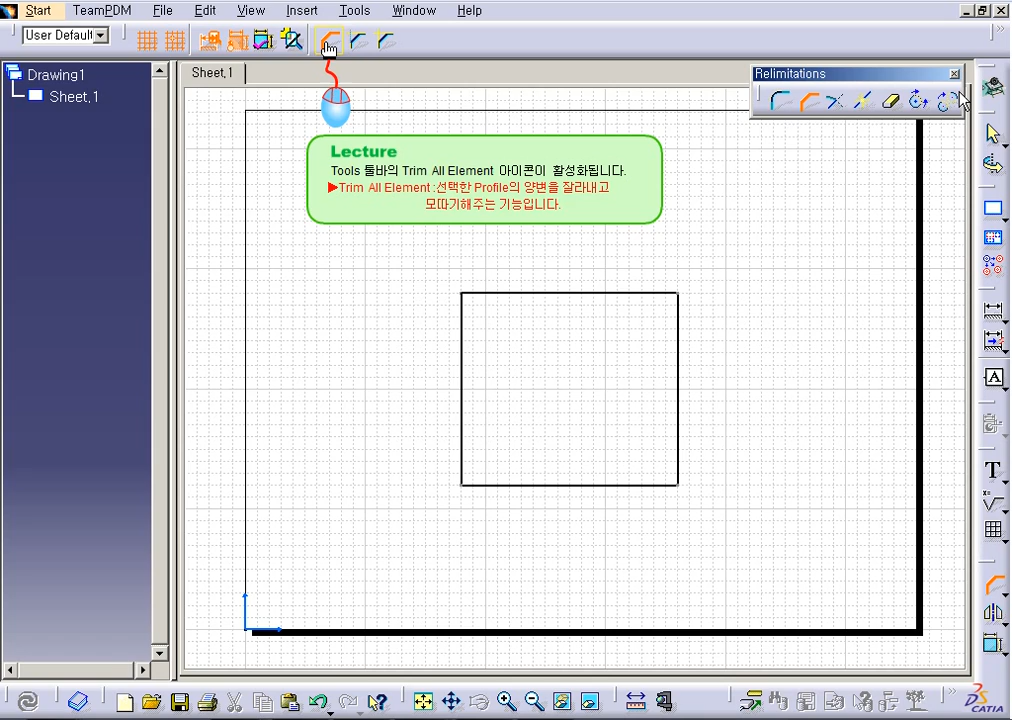 Start TeamPDM File Edit View Insert Tools Window Help
User Default
Drawing1
Sheet.1
Sheet.1
Relimitations
Lecture
Tools 툴바의 Trim All Element 아이콘이 활성화됩니다.
▶Trim All Element :선택한 Profile의 양변을 잘라내고
모따기해주는 기능입니다.
CATIA